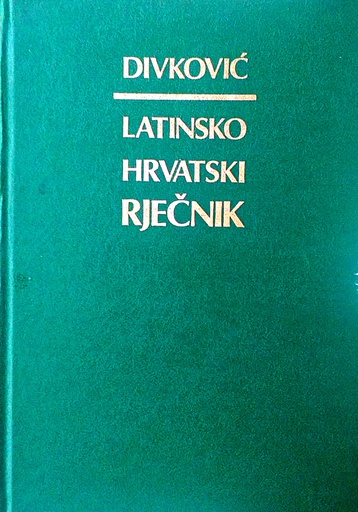 DIVKOVIĆ
LATINSKO
HRVATSKI
RJEČNIK